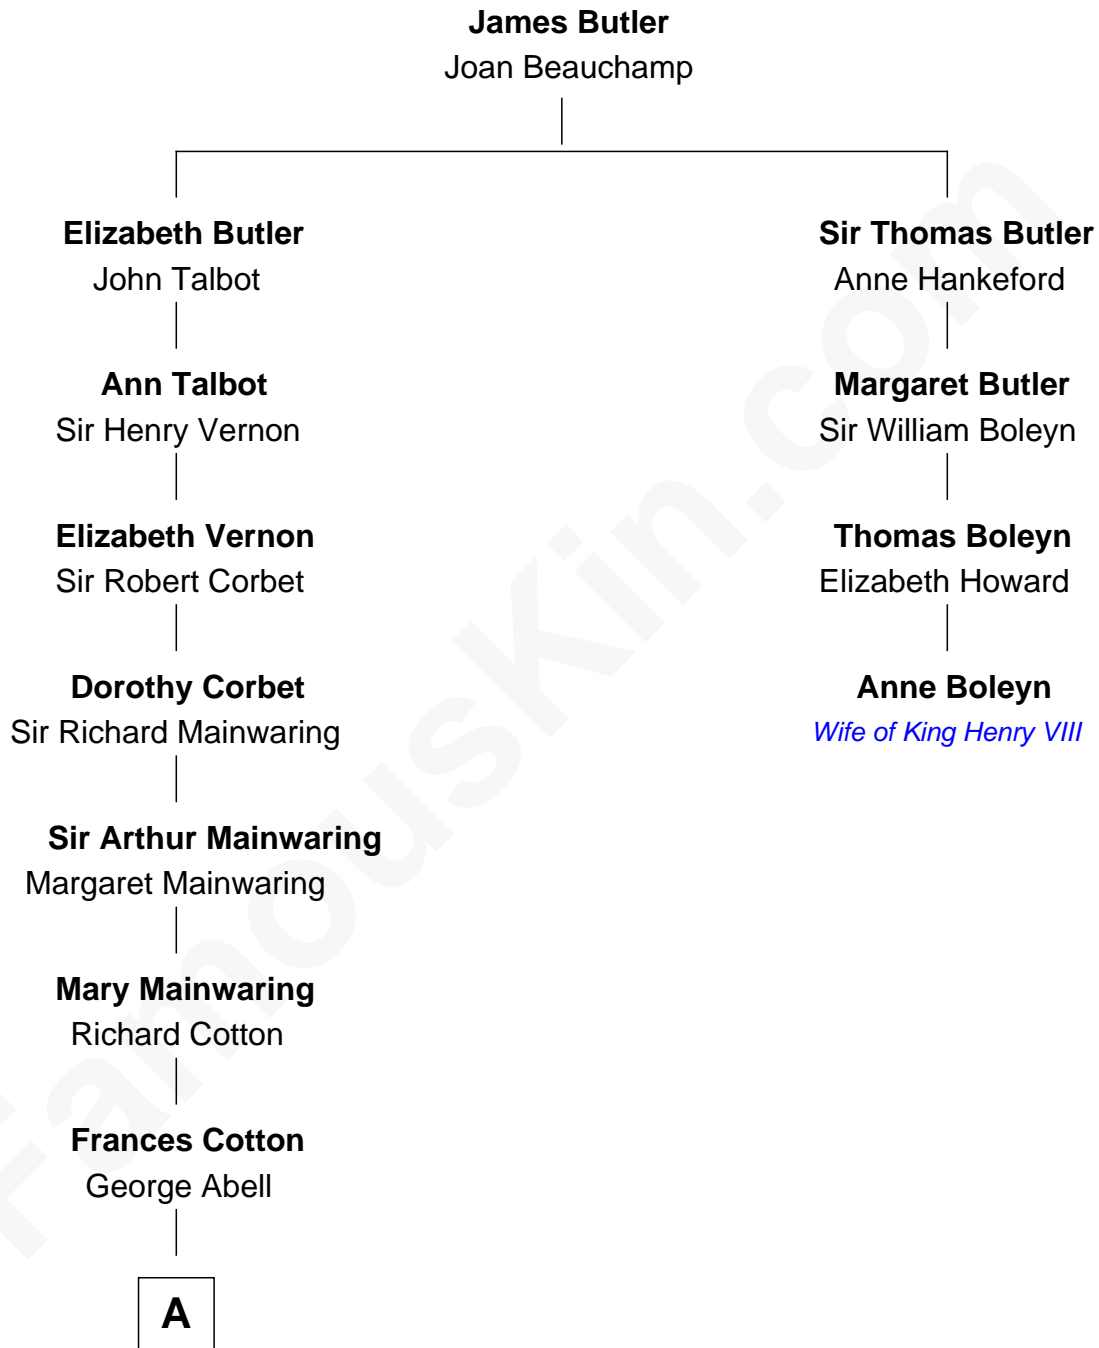 James Butler
Joan Beauchamp
Elizabeth Butler
John Talbot
Sir Thomas Butler
Anne Hankeford
Ann Talbot
Sir Henry Vernon
Margaret Butler
Sir William Boleyn
Elizabeth Vernon
Sir Robert Corbet
Thomas Boleyn
Elizabeth Howard
Dorothy Corbet
Sir Richard Mainwaring
Anne Boleyn
Wife of King Henry VIII
Sir Arthur Mainwaring
Margaret Mainwaring
Mary Mainwaring
Richard Cotton
Frances Cotton
George Abell
A
FamousKin.com